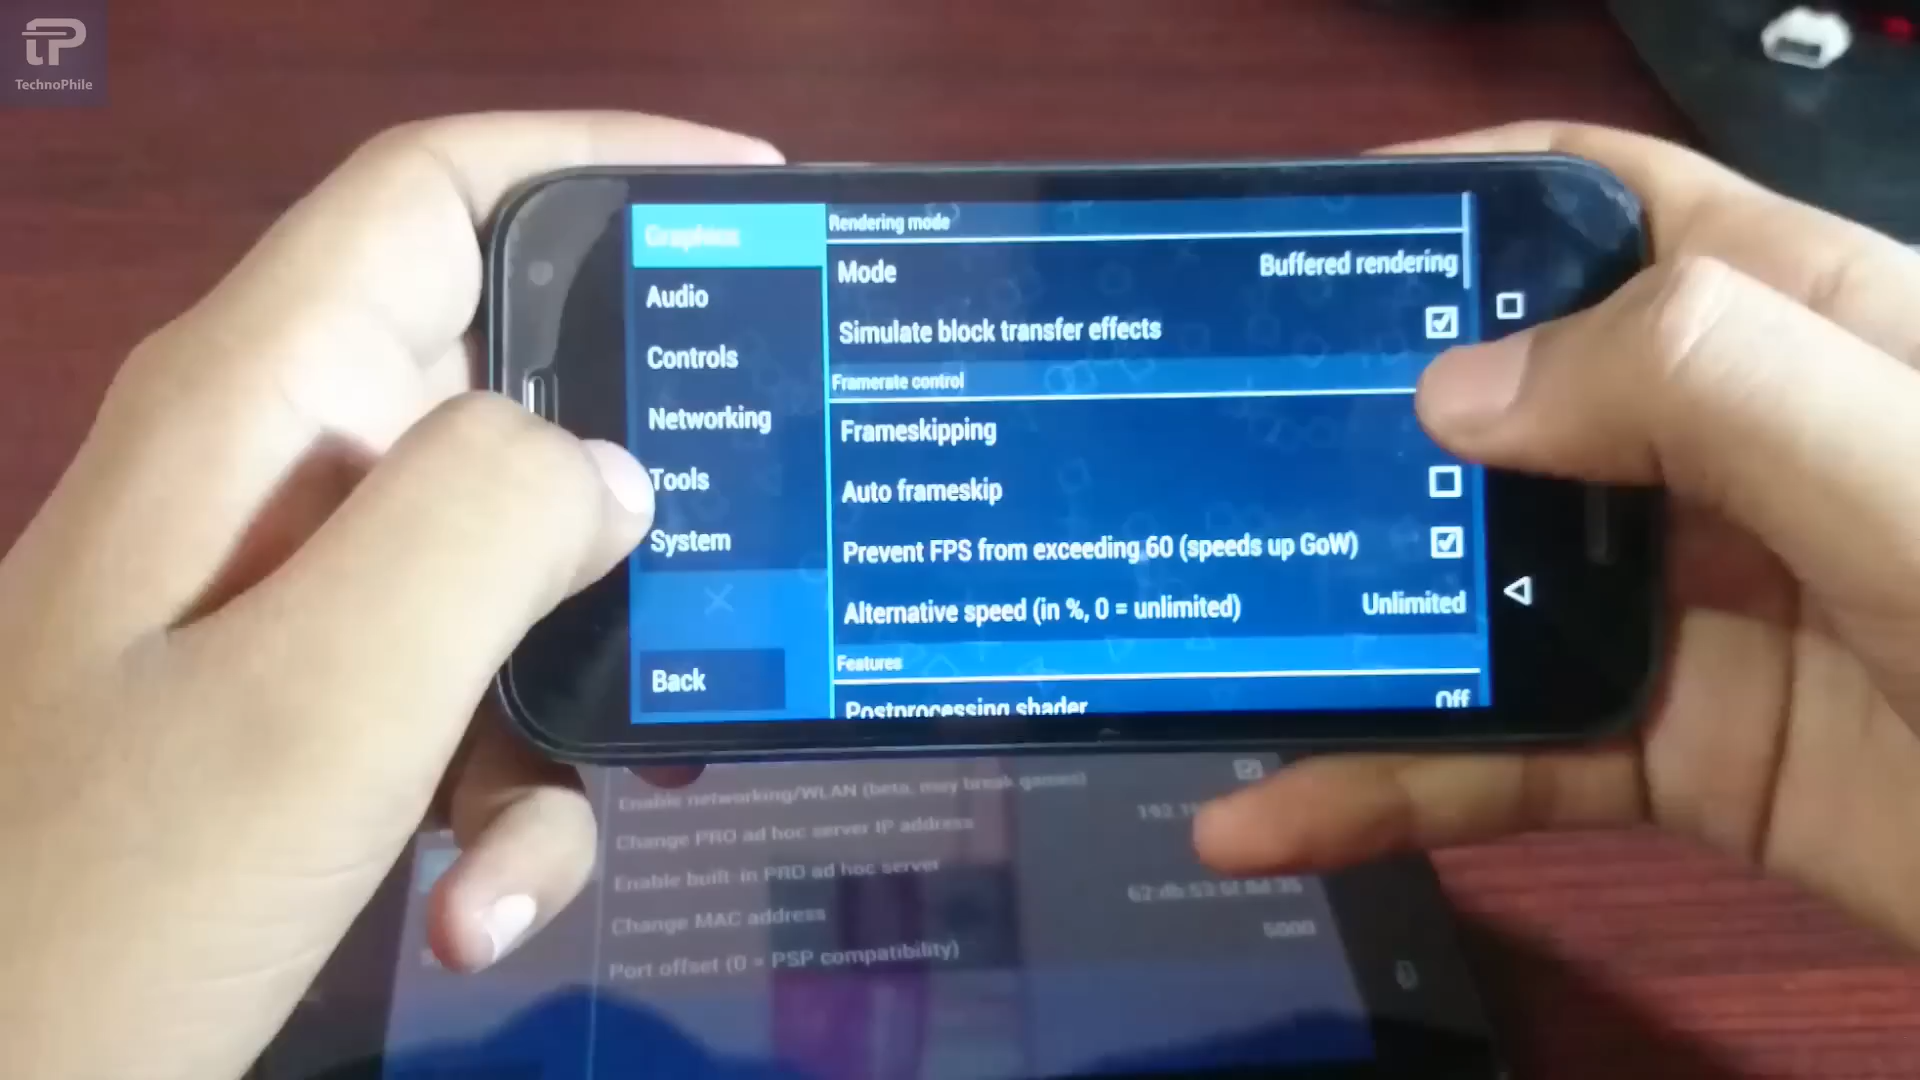 TechnoPhile
Graphics
Audio
Controls
Networking
Tools
System
Back
Rendering mode
Mode
Buffered rendering
Simulate block transfer effects
Framerate control
Frameskipping
Auto frameskip
Prevent FPS from exceeding 60 (speeds up GoW)
Alternative speed (in %, 0 = unlimited)
Unlimited
Features
Postprocessing shader
Off
Enable networking/WLAN (beta, may break games)
Change PRO ad hoc server IP address
Enable built-in PRO ad hoc server
Change MAC address
Port offset (0 = PSP compatibility)
5000